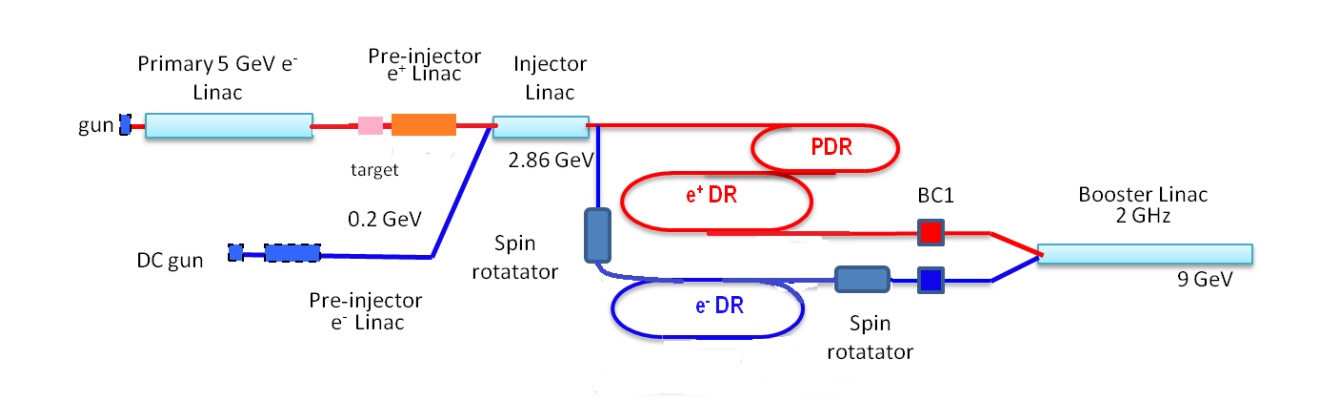 Primary 5 GeV e-
Linac
Pre-injector
e+ Linac
Injector
Linac
gun
target
2.86 GeV
PDR
e+ DR
BC1
Booster Linac
2 GHz
9 GeV
0.2 GeV
DC gun
Pre-injector
e- Linac
Spin
rotatator
e- DR
Spin
rotatator